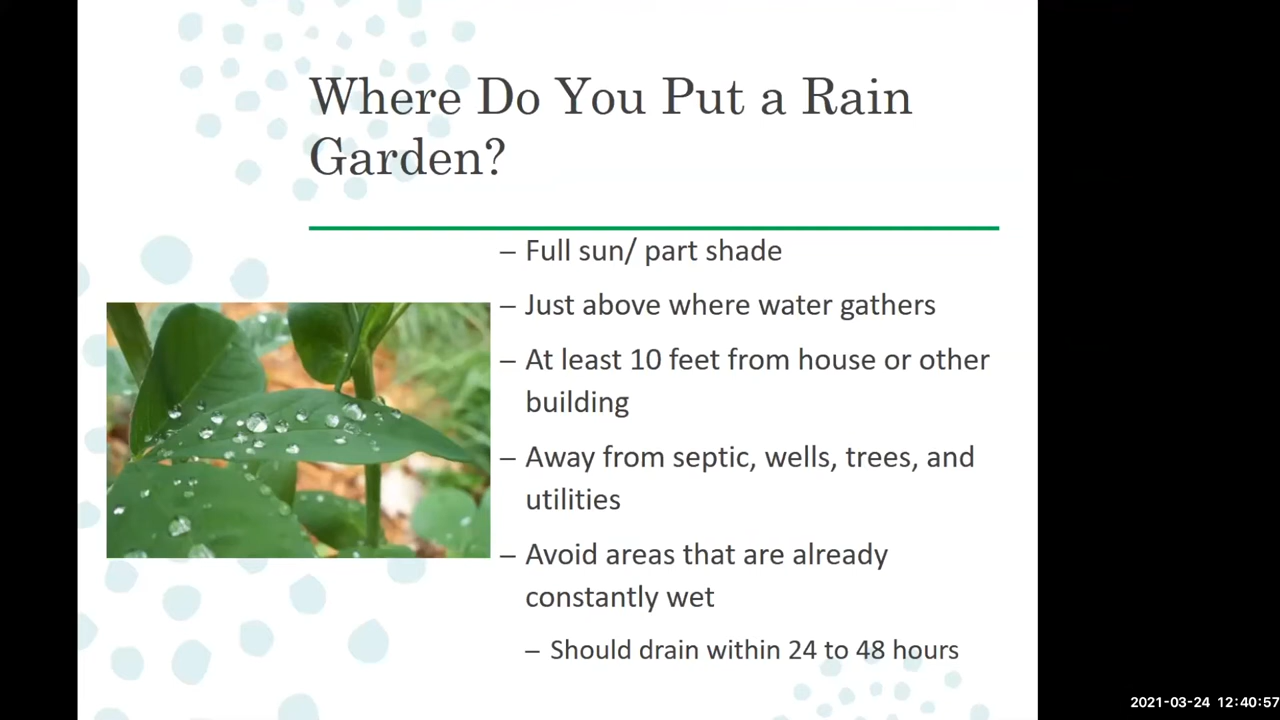 Where Do You Put a Rain
Garden?
– Full sun/ part shade
– Just above where water gathers
– At least 10 feet from house or other
building
– Away from septic, wells, trees, and
utilities
– Avoid areas that are already
constantly wet
– Should drain within 24 to 48 hours
2021-03-24 12:40:57